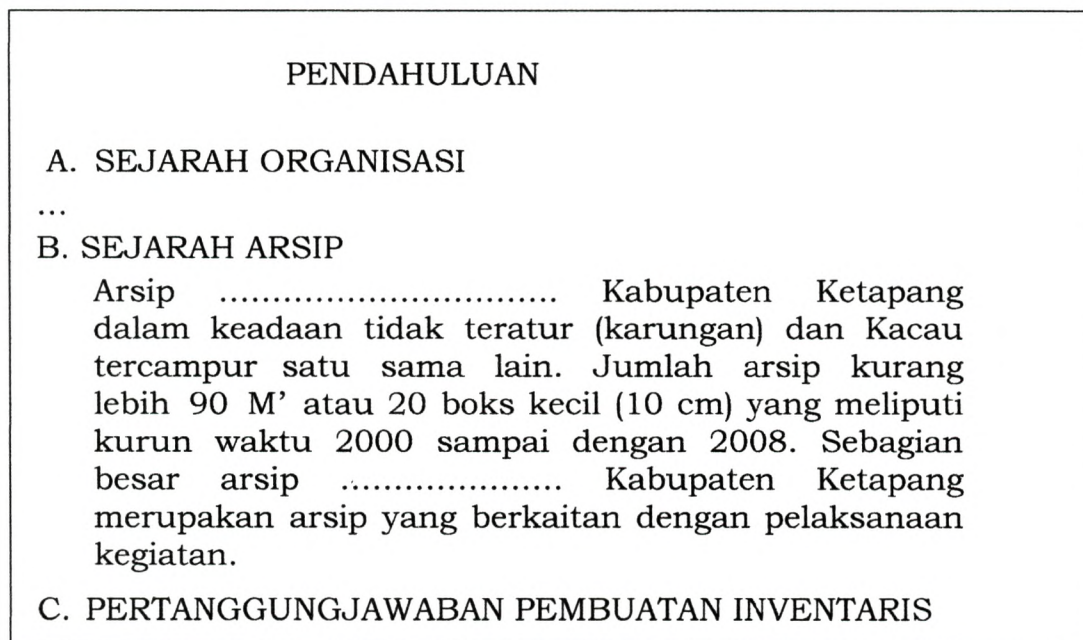 PENDAHULUAN
A. SEJARAH ORGANISASI
...
B. SEJARAH ARSIP
Arsip ................................ Kabupaten Ketapang
dalam keadaan tidak teratur (karungan) dan Kacau
tercampur satu sama lain. Jumlah arsip kurang
lebih 90 M' atau 20 boks kecil (10 cm) yang meliputi
kurun waktu 2000 sampai dengan 2008. Sebagian
besar arsip ..................... Kabupaten Ketapang
merupakan arsip yang berkaitan dengan pelaksanaan
kegiatan.
C. PERTANGGUNGJAWABAN PEMBUATAN INVENTARIS